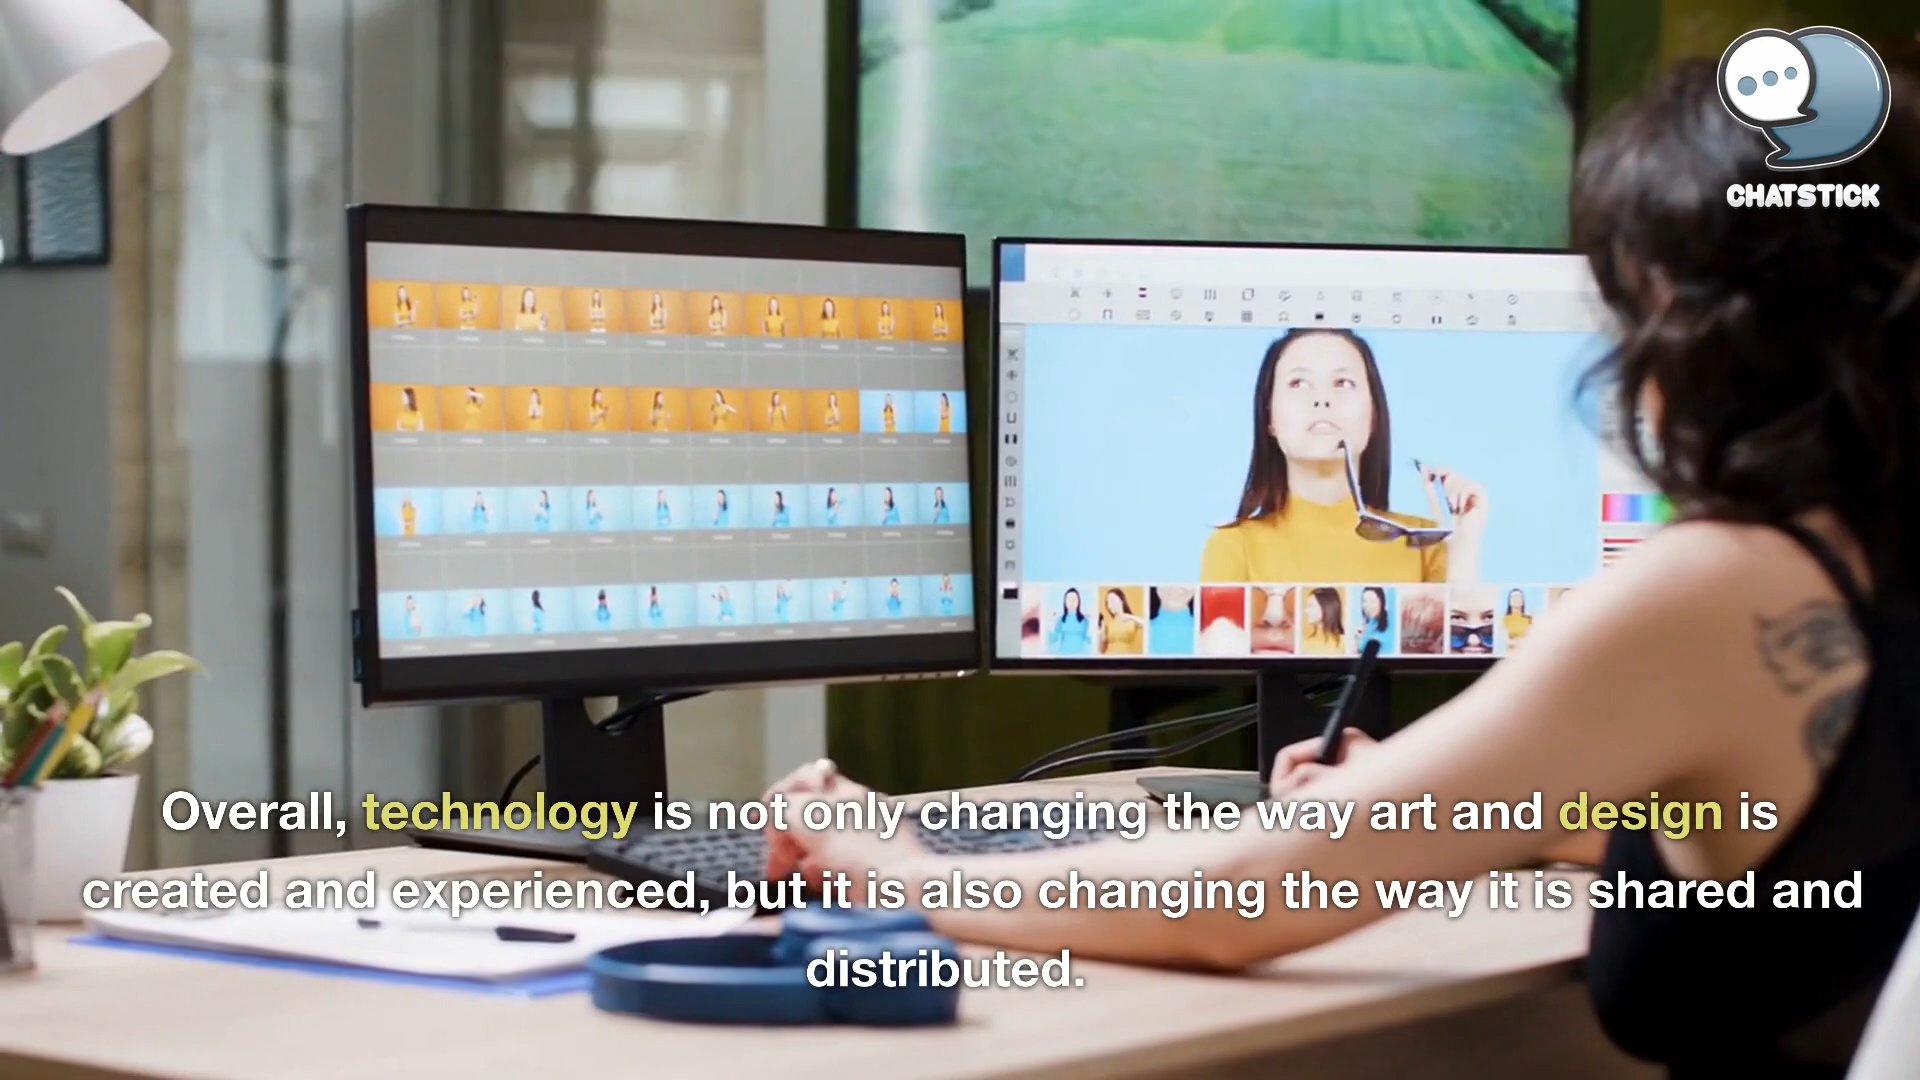 CHATSTICK
Overall, technology is not only changing the way art and design is
created and experienced, but it is also changing the way it is shared and
distributed.